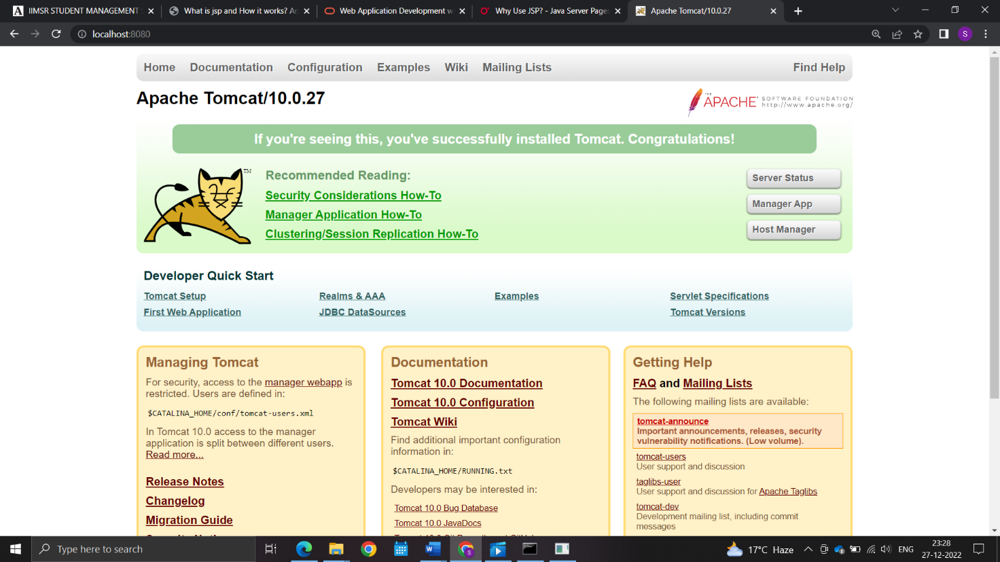 IIMSR STUDENT MANAGEMENT
What is jsp and How it works? A
Web Application Development w
Why Use JSP? - Java Server Page
Apache Tomcat/10.0.27
localhost:8080
S
Home Documentation Configuration Examples Wiki Mailing Lists Find Help
Apache Tomcat/10.0.27
THE APACHE SOFTWARE FOUNDATION
http://www.apache.org/
If you're seeing this, you've successfully installed Tomcat. Congratulations!
TM
Recommended Reading:
Security Considerations How-To
Manager Application How-To
Clustering/Session Replication How-To
Server Status
Manager App
Host Manager
Developer Quick Start
Tomcat Setup
First Web Application
Realms & AAA
JDBC DataSources
Examples
Servlet Specifications
Tomcat Versions
Managing Tomcat
For security, access to the manager webapp is
restricted. Users are defined in:
$CATALINA_HOME/conf/tomcat-users.xml
In Tomcat 10.0 access to the manager
application is split between different users.
Read more...
Release Notes
Changelog
Migration Guide
Documentation
Tomcat 10.0 Documentation
Tomcat 10.0 Configuration
Tomcat Wiki
Find additional important configuration
information in:
$CATALINA_HOME/RUNNING.txt
Developers may be interested in:
Tomcat 10.0 Bug Database
Tomcat 10.0 JavaDocs
Getting Help
FAQ and Mailing Lists
The following mailing lists are available:
tomcat-announce
Important announcements, releases, security
vulnerability notifications. (Low volume).
tomcat-users
User support and discussion
taglibs-user
User support and discussion for Apache Taglibs
tomcat-dev
Development mailing list, including commit
messages
Type here to search
17°C Haze
ENG
23:28
27-12-2022